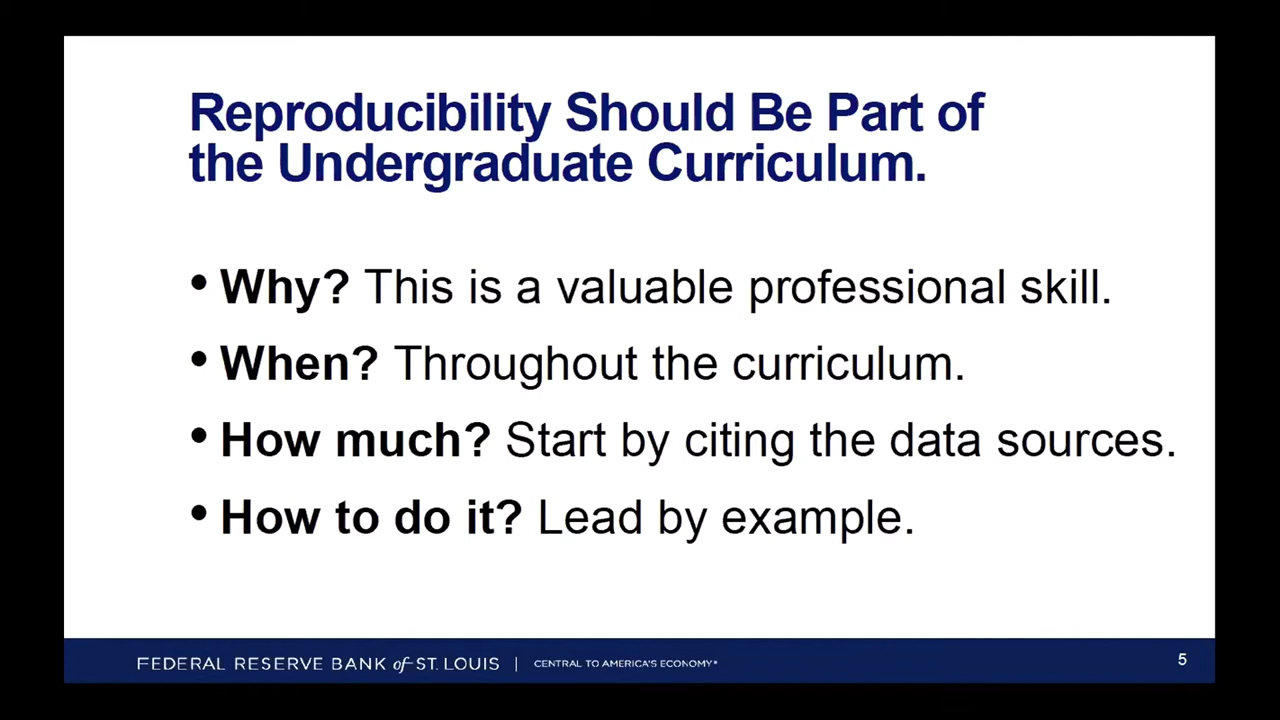 Reproducibility Should Be Part of
the Undergraduate Curriculum.
• Why? This is a valuable professional skill.
• When? Throughout the curriculum.
• How much? Start by citing the data sources.
• How to do it? Lead by example.
FEDERAL RESERVE BANK of ST. LOUIS | CENTRAL TO AMERICA'S ECONOMY® 5